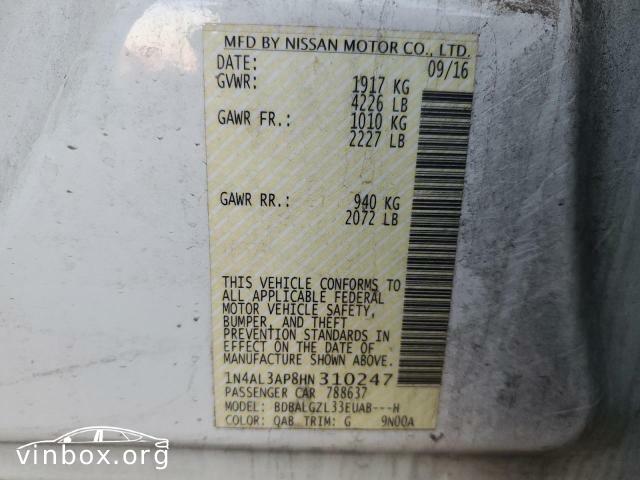 MFD BY NISSAN MOTOR CO., LTD.
DATE: 09/16
GVWR: 1917 KG
4226 LB
GAWR FR.: 1010 KG
2227 LB
GAWR RR.: 940 KG
2072 LB
THIS VEHICLE CONFORMS TO
ALL APPLICABLE FEDERAL
MOTOR VEHICLE SAFETY,
BUMPER, AND THEFT
PREVENTION STANDARDS IN
EFFECT ON THE DATE OF
MANUFACTURE SHOWN ABOVE.
1N4AL3AP8HN310247
PASSENGER CAR 788637
MODEL: BDBALGZL33EUAB---H
COLOR: QAB TRIM: G 9N00A
vinbox.org